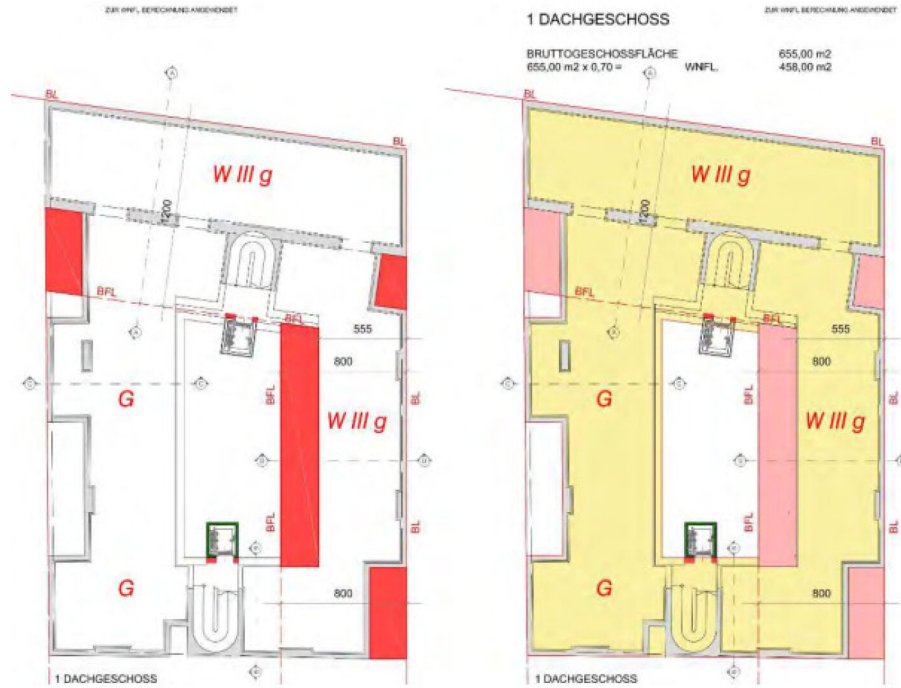 ZUR WNFL. BERECHNUNG ANGEWENDET
1 DACHGESCHOSS
ZUR WNFL. BERECHNUNG ANGEWENDET
BRUTTOGESCHOSSFLÄCHE 655,00 m2
655,00 m2 x 0,70 = WNFL. 458,00 m2
A
A
BL
BL
BL
BL
W III g
W III g
1200
1200
BFL
BFL
BFL
BFL
A
A
555
555
800
800
C
C
C
C
G
G
BFL
BL
BFL
BL
W III g
W III g
D
D
D
BFL
BL
BFL
BL
G
G
800
800
1 DACHGESCHOSS
1 DACHGESCHOSS